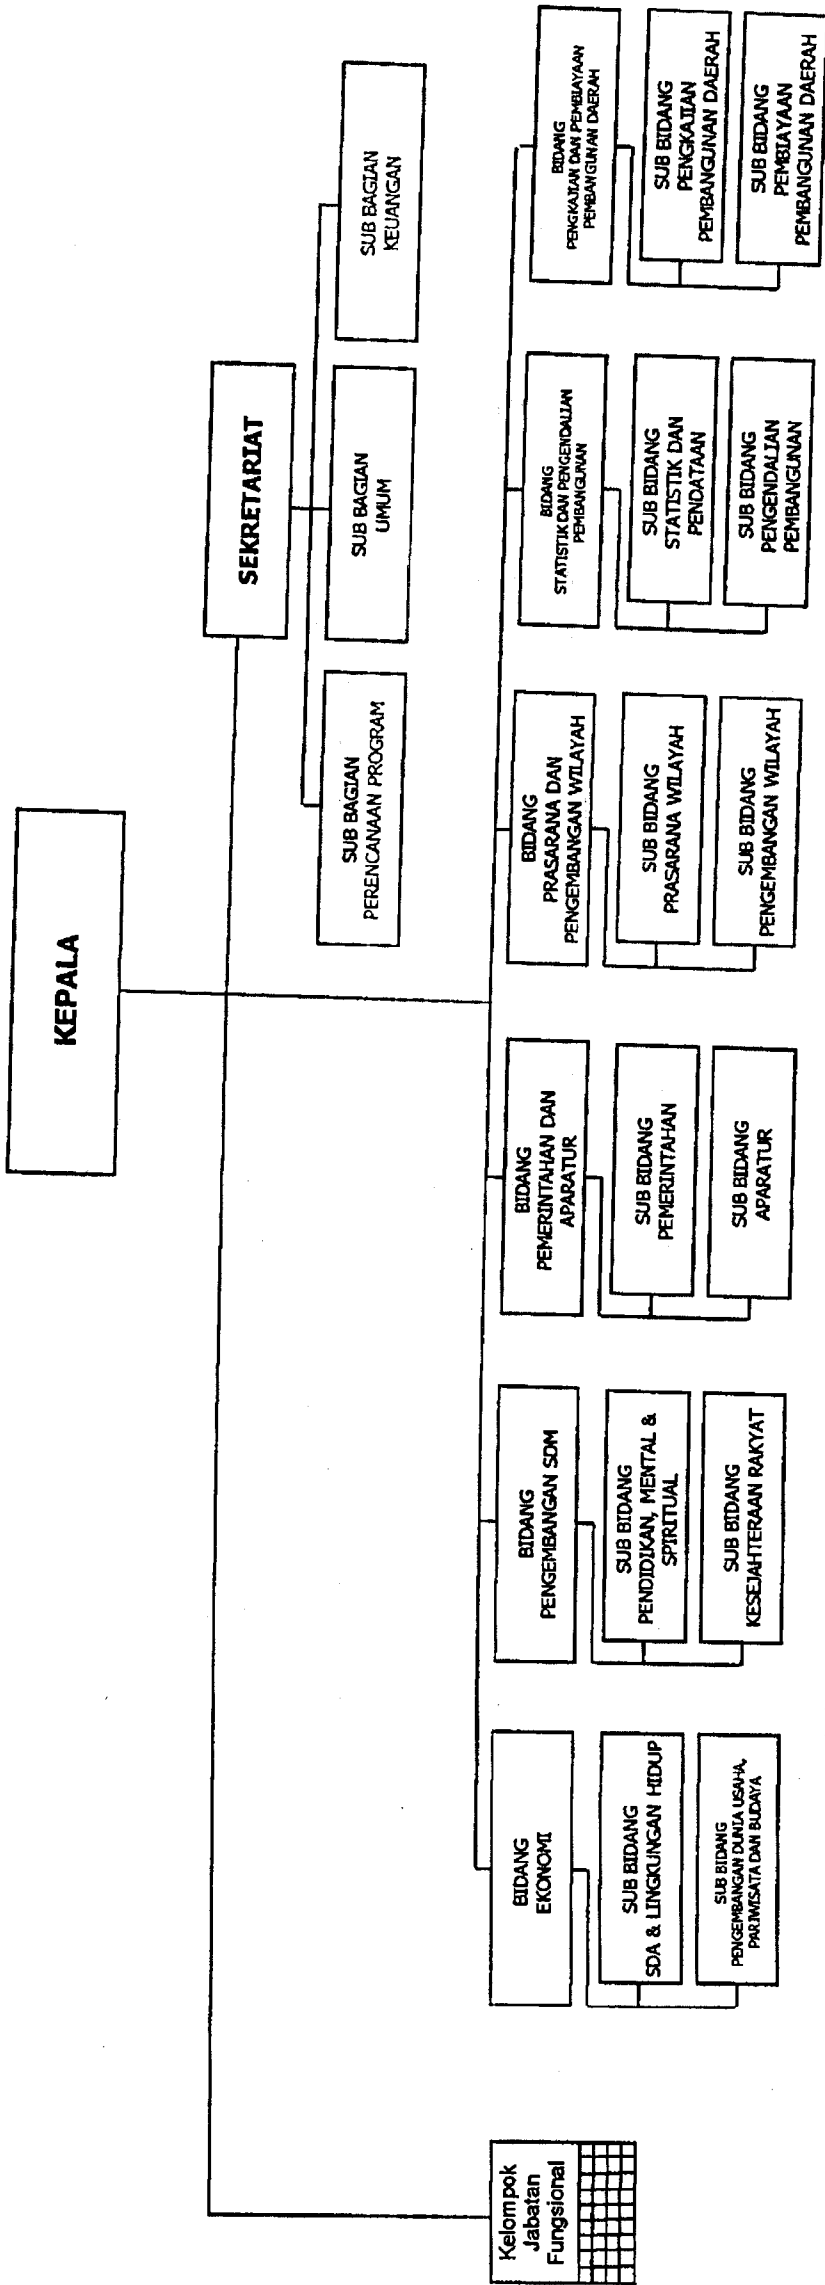 KEPALA
SEKRETARIAT
SUB BAGIAN
PERENCANAAN PROGRAM
SUB BAGIAN
UMUM
SUB BAGIAN
KEUANGAN
Kelompok
Jabatan
Fungsional
BIDANG
EKONOMI
SUB BIDANG
SDA & LINGKUNGAN HIDUP
SUB BIDANG
PENGEMBANGAN DUNIA USAHA,
PARIWISATA DAN BUDAYA
BIDANG
PENGEMBANGAN SDM
SUB BIDANG
PENDIDIKAN, MENTAL &
SPIRITUAL
SUB BIDANG
KESEJAHTERAAN RAKYAT
BIDANG
PEMERINTAHAN DAN
APARATUR
SUB BIDANG
PEMERINTAHAN
SUB BIDANG
APARATUR
BIDANG
PRASARANA DAN
PENGEMBANGAN WILAYAH
SUB BIDANG
PRASARANA WILAYAH
SUB BIDANG
PENGEMBANGAN WILAYAH
BIDANG
STATISTIK DAN PENGENDALIAN
PEMBANGUNAN
SUB BIDANG
STATISTIK DAN
PENDATAAN
SUB BIDANG
PENGENDALIAN
PEMBANGUNAN
BIDANG
PENGKAJIAN DAN PEMBIAYAAN
PEMBANGUNAN DAERAH
SUB BIDANG
PENGKAJIAN
PEMBANGUNAN DAERAH
SUB BIDANG
PEMBIAYAAN
PEMBANGUNAN DAERAH